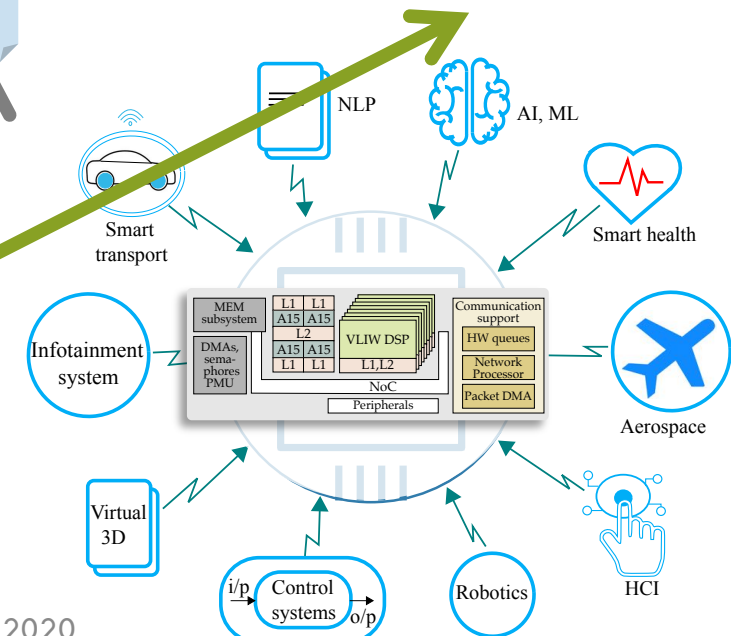 NLP
AI, ML
Smart
transport
Smart health
MEM
subsystem
DMAs,
sema-
phores
PMU
L1 L1
A15 A15
L2
A15 A15
L1 L1
VLIW DSP
L1,L2
NoC
Peripherals
Communication
support
HW queues
Network
Processor
Packet DMA
Infotainment
system
Aerospace
Virtual
3D
i/p
Control
systems
o/p
Robotics
HCI
2020